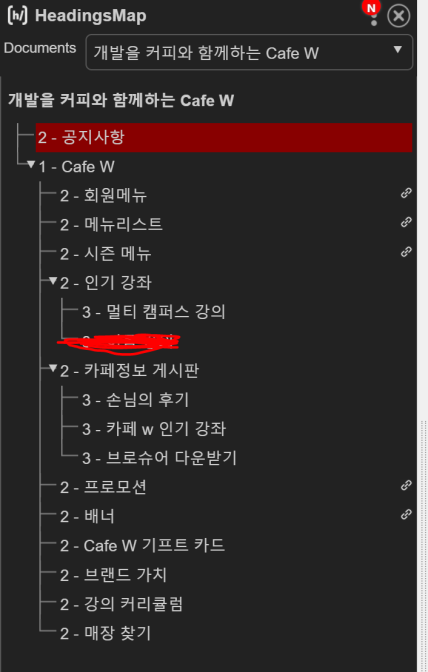 [h/] HeadingsMap
N
Documents
개발을 커피와 함께하는 Cafe W
개발을 커피와 함께하는 Cafe W
2 - 공지사항
1 - Cafe W
2 - 회원메뉴
2 - 메뉴리스트
2 - 시즌 메뉴
2 - 인기 강좌
3 - 멀티 캠퍼스 강의
2 - 카페정보 게시판
3 - 손님의 후기
3 - 카페 w 인기 강좌
3 - 브로슈어 다운받기
2 - 프로모션
2 - 배너
2 - Cafe W 기프트 카드
2 - 브랜드 가치
2 - 강의 커리큘럼
2 - 매장 찾기